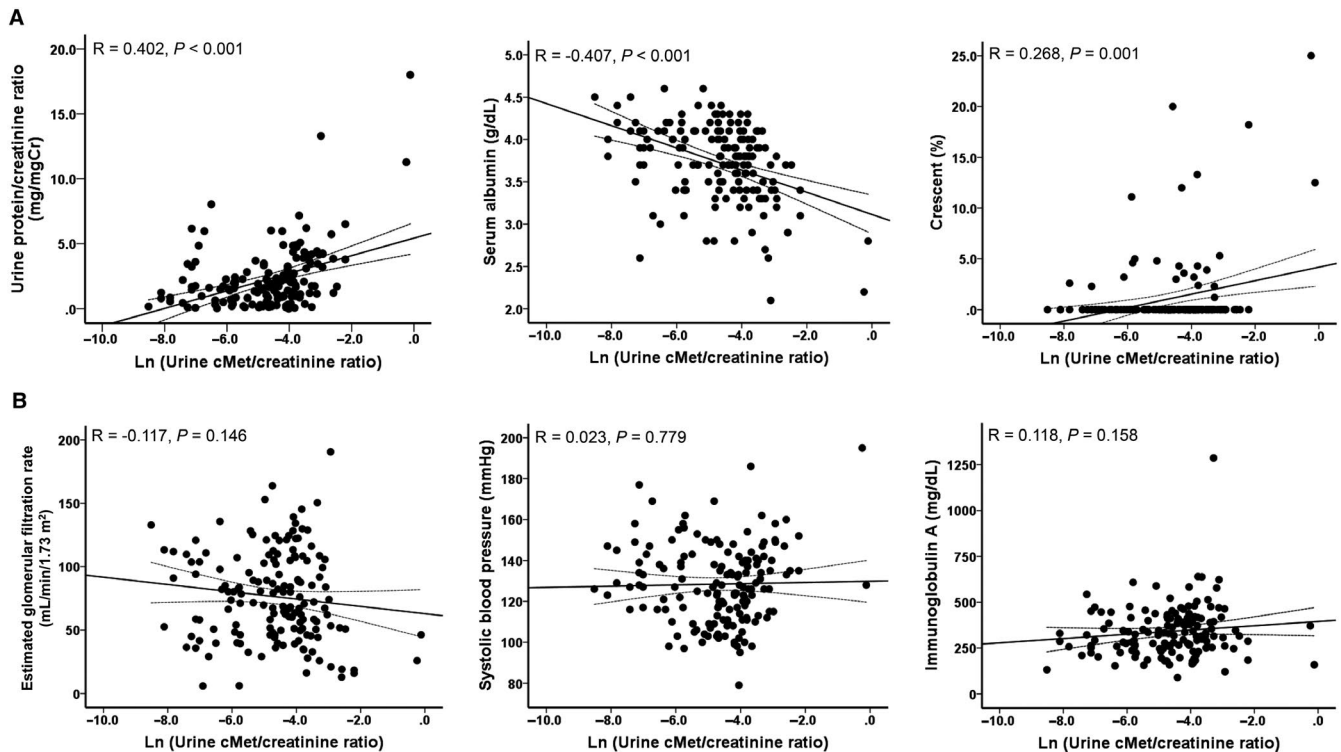 A
R = 0.402, P < 0.001
Urine protein/creatinine ratio
(mg/mgCr)
20.0
15.0
10.0
5.0
.0
−10.0 −8.0 −6.0 −4.0 −2.0 .0
Ln (Urine cMet/creatinine ratio)
R = -0.407, P < 0.001
Serum albumin (g/dL)
5.0
4.5
4.0
3.5
3.0
2.5
2.0
−10.0 −8.0 −6.0 −4.0 −2.0 .0
Ln (Urine cMet/creatinine ratio)
R = 0.268, P = 0.001
Crescent (%)
25.0
20.0
15.0
10.0
5.0
.0
−10.0 −8.0 −6.0 −4.0 −2.0 .0
Ln (Urine cMet/creatinine ratio)
B
R = -0.117, P = 0.146
Estimated glomerular filtration rate
(mL/min/1.73 m²)
200
150
100
50
0
−10.0 −8.0 −6.0 −4.0 −2.0 .0
Ln (Urine cMet/creatinine ratio)
R = 0.023, P = 0.779
Systolic blood pressure (mmHg)
200
180
160
140
120
100
80
−10.0 −8.0 −6.0 −4.0 −2.0 .0
Ln (Urine cMet/creatinine ratio)
R = 0.118, P = 0.158
Immunoglobulin A (mg/dL)
1250
1000
750
500
250
0
−10.0 −8.0 −6.0 −4.0 −2.0 .0
Ln (Urine cMet/creatinine ratio)